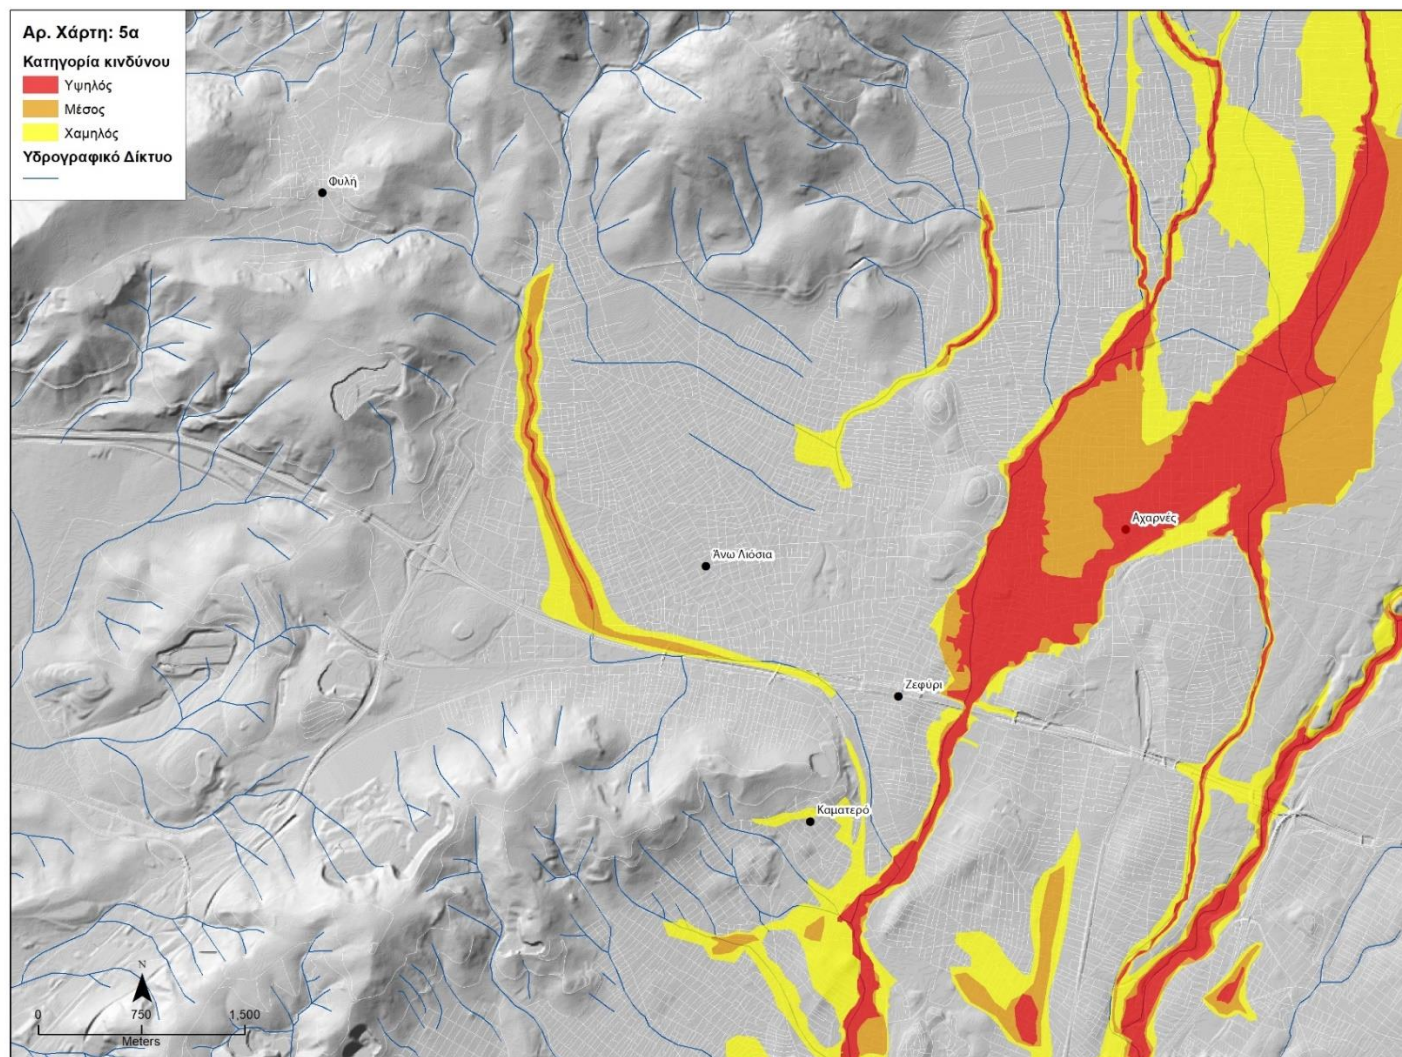 Αρ. Χάρτη: 5α
Κατηγορία κινδύνου
Υψηλός
Μέσος
Χαμηλός
Υδρογραφικό Δίκτυο
Φυλή
Αχαρνές
Άνω Λιόσια
Ζεφύρι
Καματερό
N
0 750 1,500
Meters